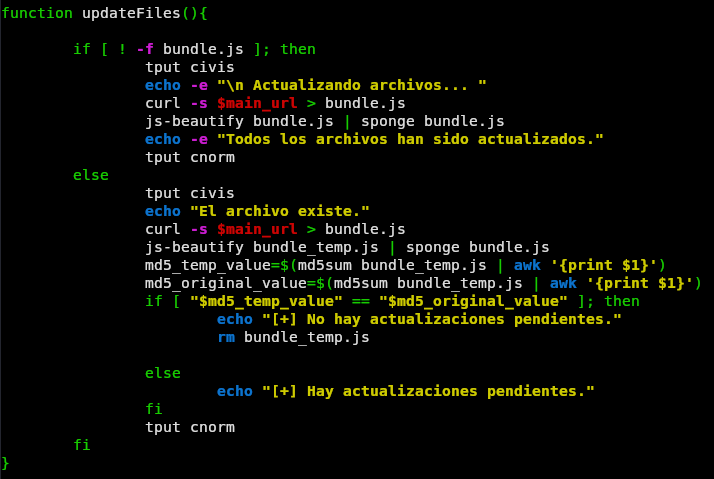 function updateFiles(){
if [ ! -f bundle.js ]; then
tput civis
echo -e "\n Actualizando archivos... "
curl -s $main_url > bundle.js
js-beautify bundle.js | sponge bundle.js
echo -e "Todos los archivos han sido actualizados."
tput cnorm
else
tput civis
echo "El archivo existe."
curl -s $main_url > bundle.js
js-beautify bundle_temp.js | sponge bundle.js
md5_temp_value=$(md5sum bundle_temp.js | awk '{print $1}')
md5_original_value=$(md5sum bundle_temp.js | awk '{print $1}')
if [ "$md5_temp_value" == "$md5_original_value" ]; then
echo "[+] No hay actualizaciones pendientes."
rm bundle_temp.js
else
echo "[+] Hay actualizaciones pendientes."
fi
tput cnorm
fi
}